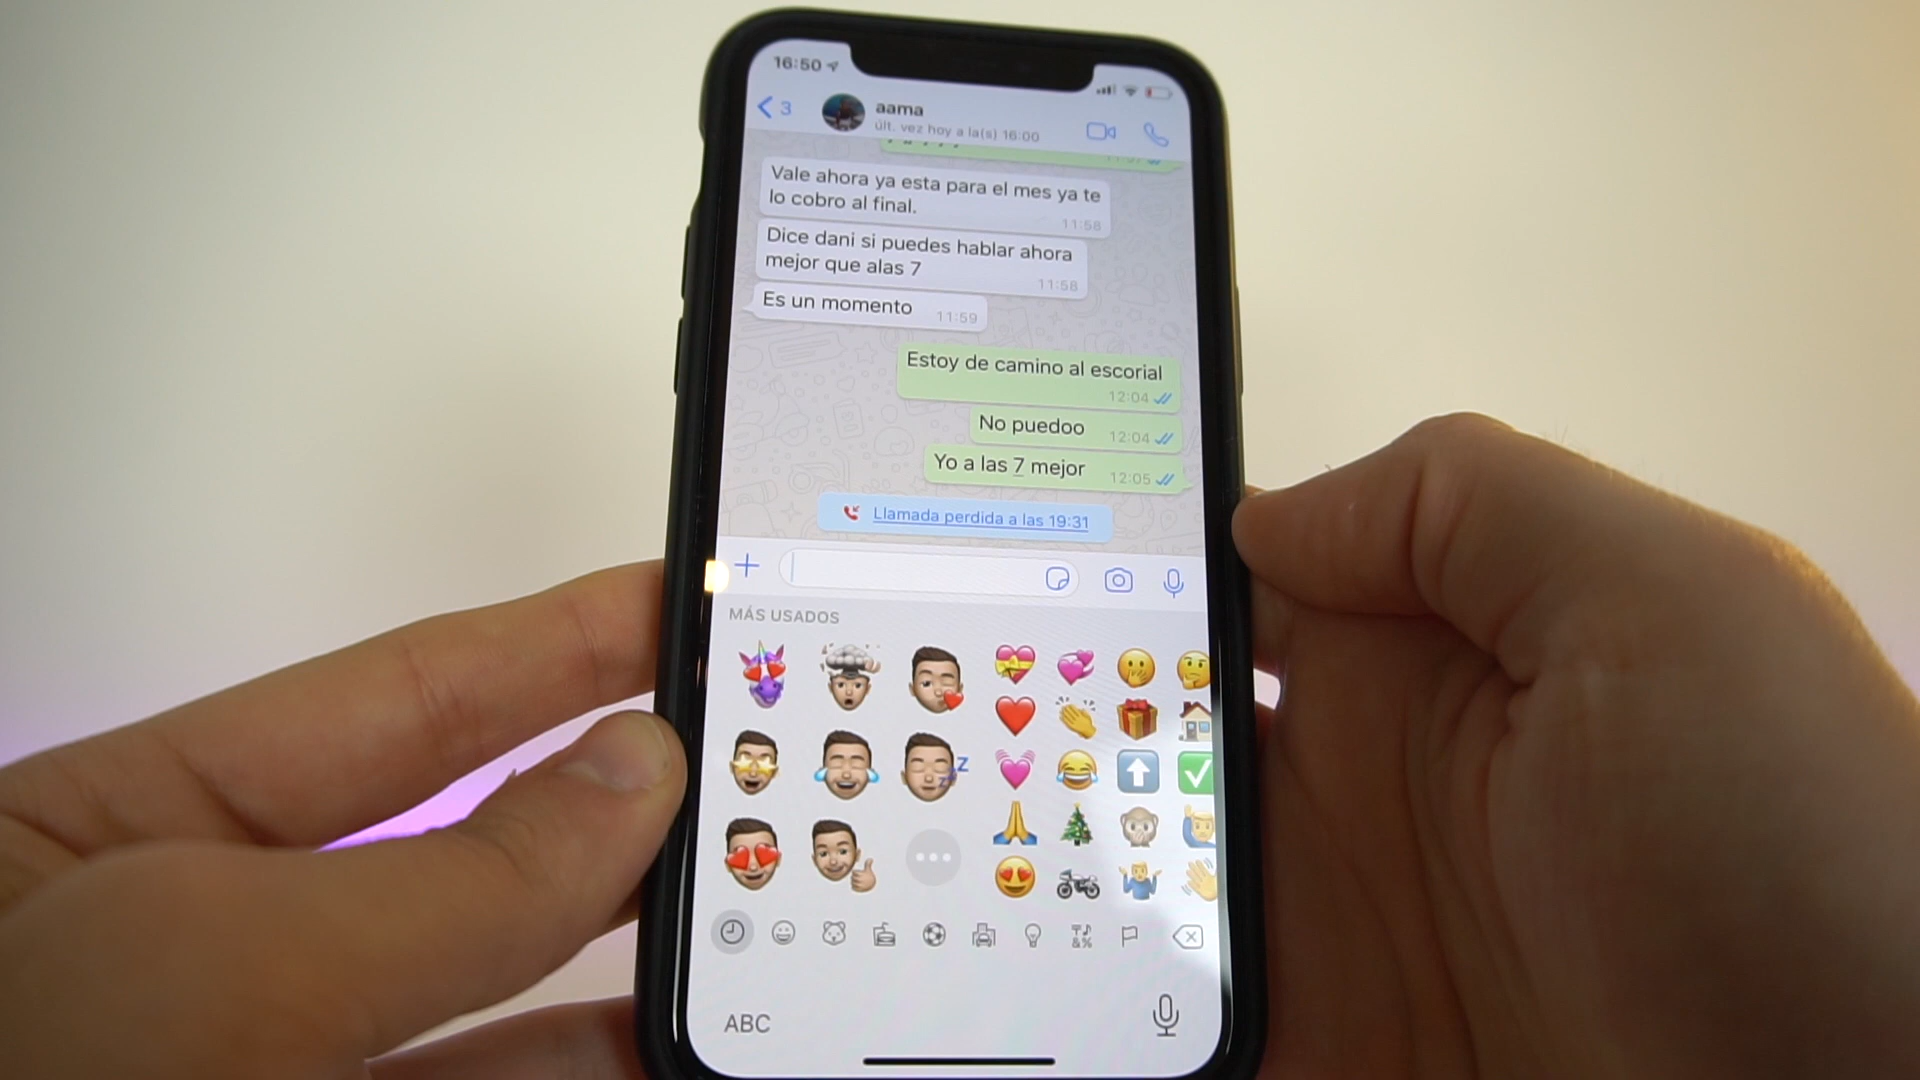 16:50
3
aama
últ. vez hoy a la(s) 16:00
Vale ahora ya esta para el mes ya te
lo cobro al final.
11:58
Dice dani si puedes hablar ahora
mejor que alas 7
11:58
Es un momento
11:59
Estoy de camino al escorial
12:04
No puedoo
12:04
Yo a las 7 mejor
12:05
Llamada perdida a las 19:31
MÁS USADOS
ABC